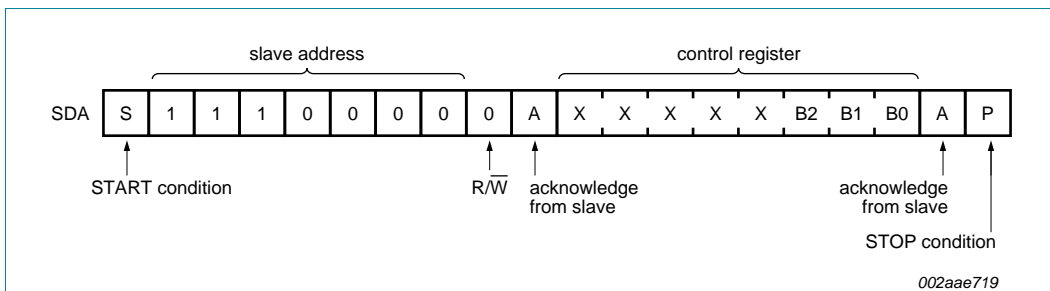 slave address control register
SDA S 1 1 1 0 0 0 0 0 A X X X X X B2 B1 B0 A P
START condition R/W̅ acknowledge from slave acknowledge from slave
STOP condition
002aae719